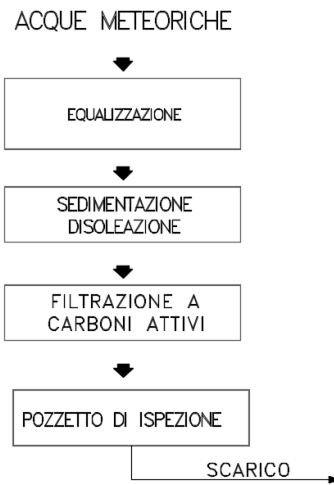 ACQUE METEORICHE
EQUALIZZAZIONE
SEDIMENTAZIONE
DISOLEAZIONE
FILTRAZIONE A
CARBONI ATTIVI
POZZETTO DI ISPEZIONE
SCARICO